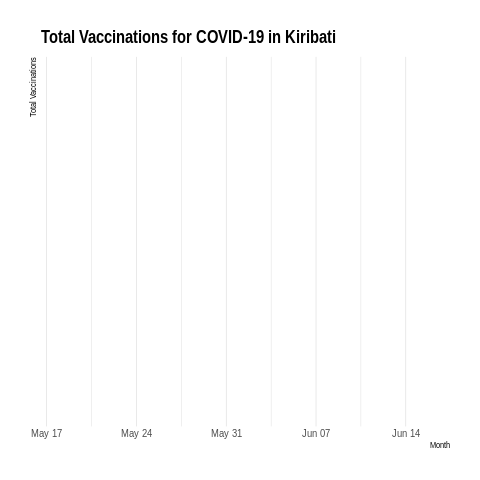 Total Vaccinations for COVID-19 in Kiribati
Total Vaccinations
May 17 May 24 May 31 Jun 07 Jun 14
Month